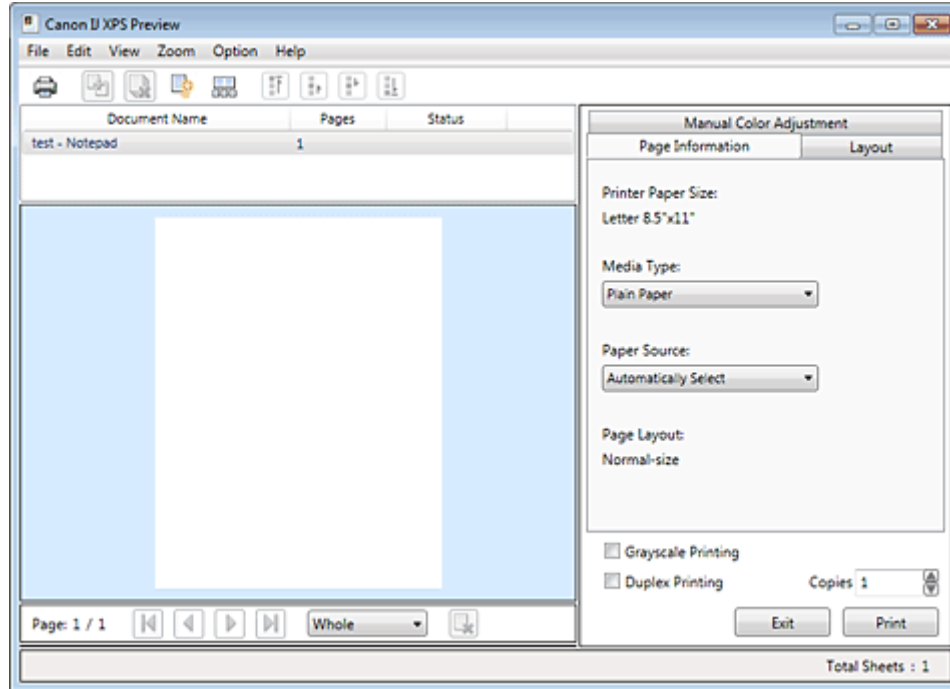 Canon IJ XPS Preview
File Edit View Zoom Option Help
Document Name Pages Status
test - Notepad 1
Manual Color Adjustment
Page Information Layout
Printer Paper Size:
Letter 8.5"x11"
Media Type:
Plain Paper
Paper Source:
Automatically Select
Page Layout:
Normal-size
Grayscale Printing
Duplex Printing Copies 1
Page: 1 / 1 Whole
Exit Print
Total Sheets : 1